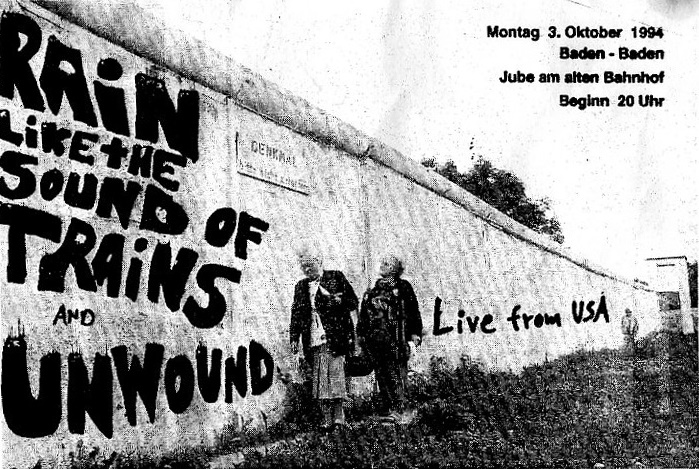 RAiN
LiKE tHE
SOUND OF
TRAiNS
AND
UNWOUND
Live from USA
DENKMAL
Montag 3. Oktober 1994
Baden - Baden
Jube am alten Bahnhof
Beginn 20 Uhr